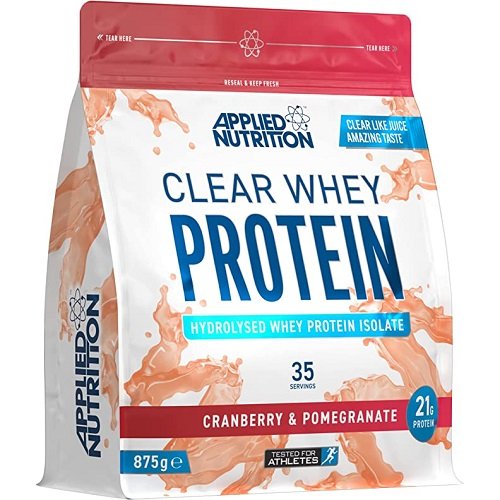 TEAR HERE
TEAR HERE
RESEAL & KEEP FRESH
APPLIED
NUTRITION
CLEAR LIKE JUICE
AMAZING TASTE
CLEAR WHEY
PROTEIN
HYDROLYSED WHEY PROTEIN ISOLATE
35
SERVINGS
CRANBERRY & POMEGRANATE
21g
PROTEIN
875g e
TESTED FOR
ATHLETES
APPLIED
NUTRITION